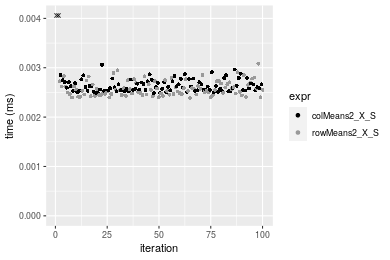 0.004
0.003
0.002
0.001
0.000
time (ms)
0
25
50
75
100
iteration
expr
colMeans2_X_S
rowMeans2_X_S